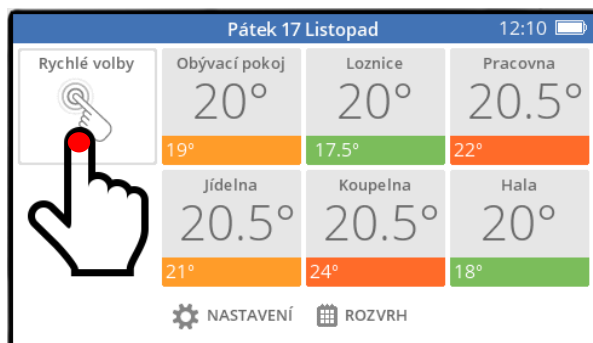 Pátek 17 Listopad 12:10
Rychlé volby
Obývací pokoj
20°
19°
Loznice
20°
17.5°
Pracovna
20.5°
22°
Jídelna
20.5°
21°
Koupelna
20.5°
24°
Hala
20°
18°
NASTAVENÍ
ROZVRH